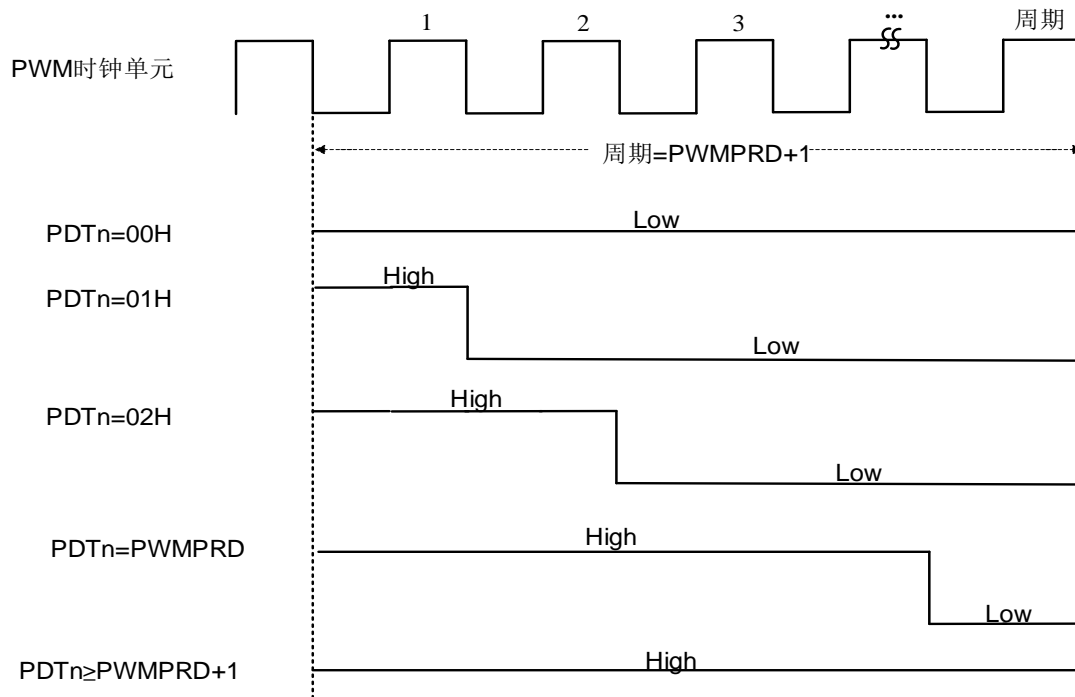 1 2 3 ... 周期
PWM时钟单元
周期=PWMPRD+1
PDTn=00H Low
PDTn=01H High
Low
PDTn=02H High
Low
PDTn=PWMPRD High
Low
PDTn≥PWMPRD+1 High